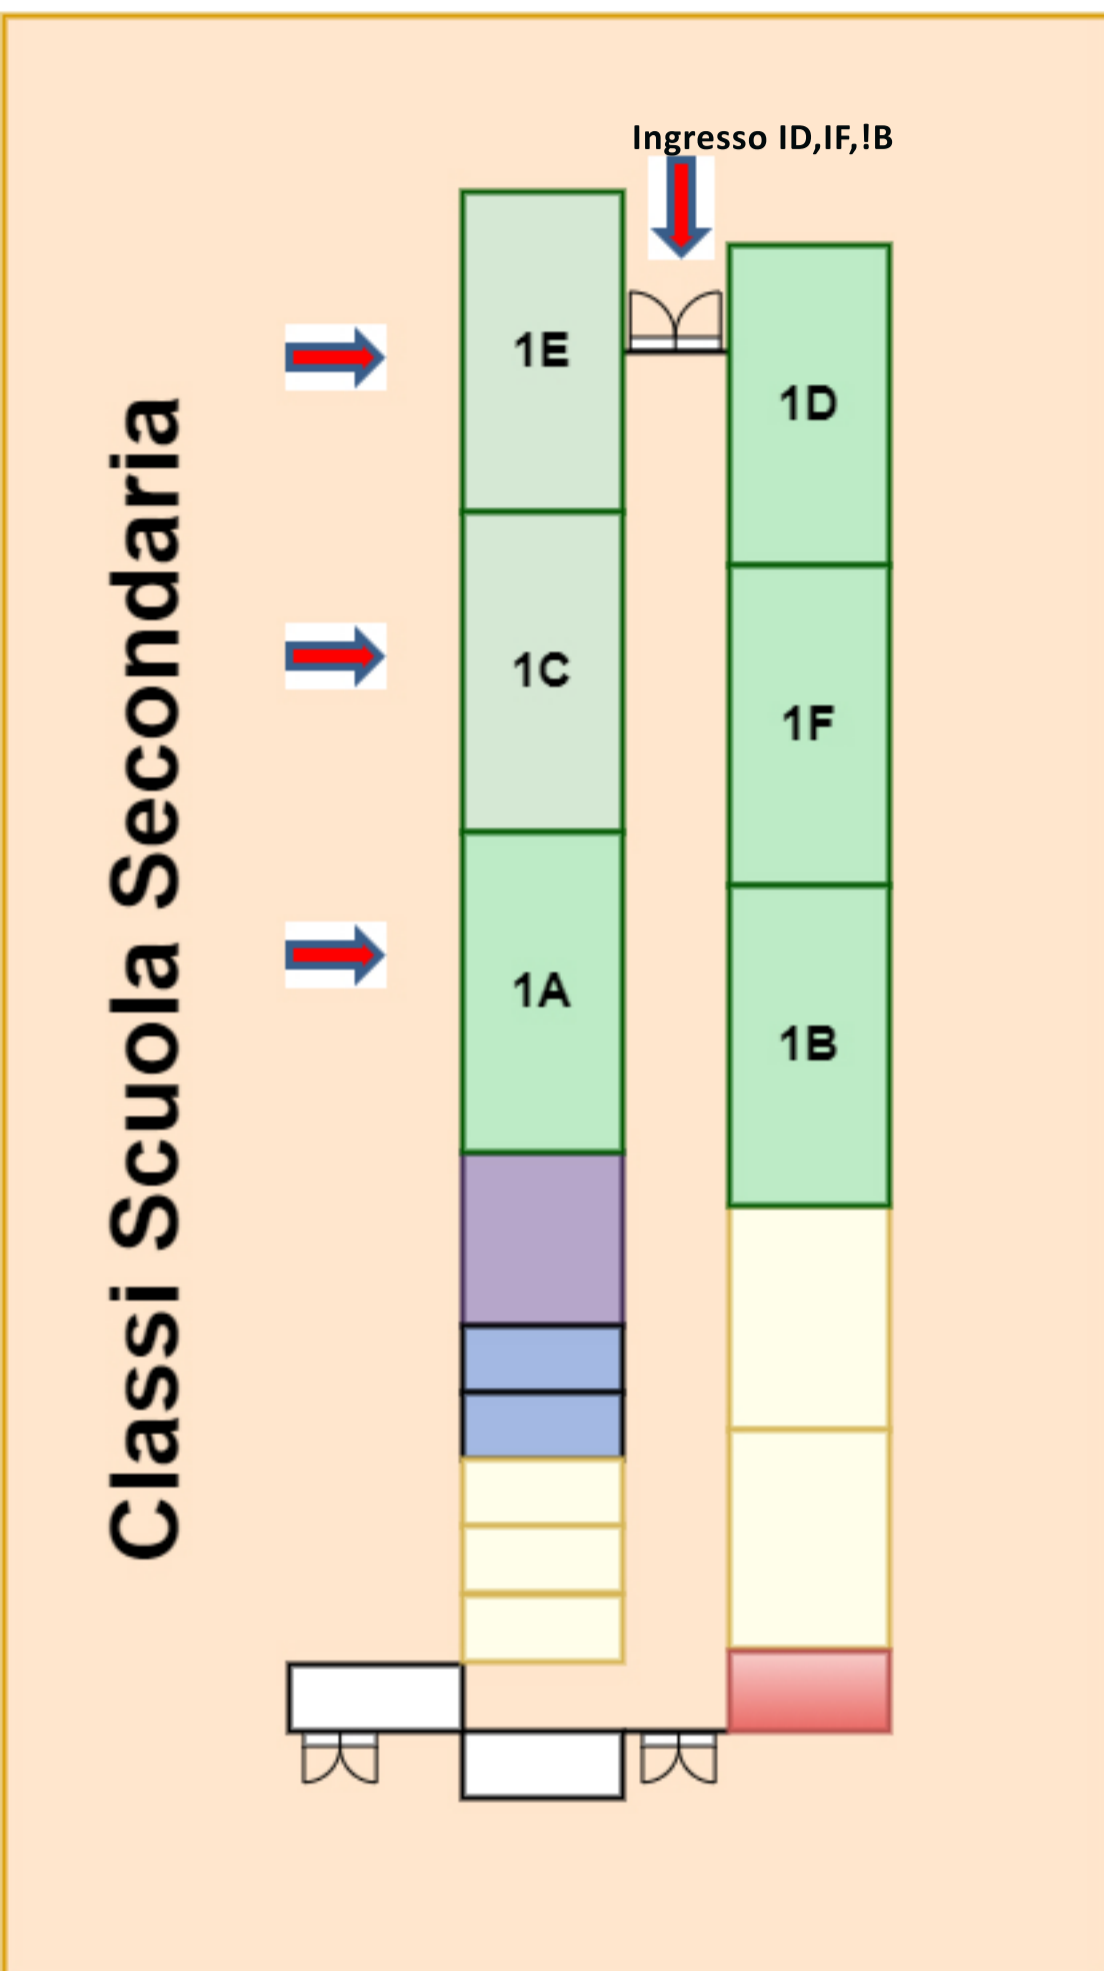 Ingresso ID,IF,!B
1E
1D
Classi Scuola Secondaria
1C
1F
1A
1B